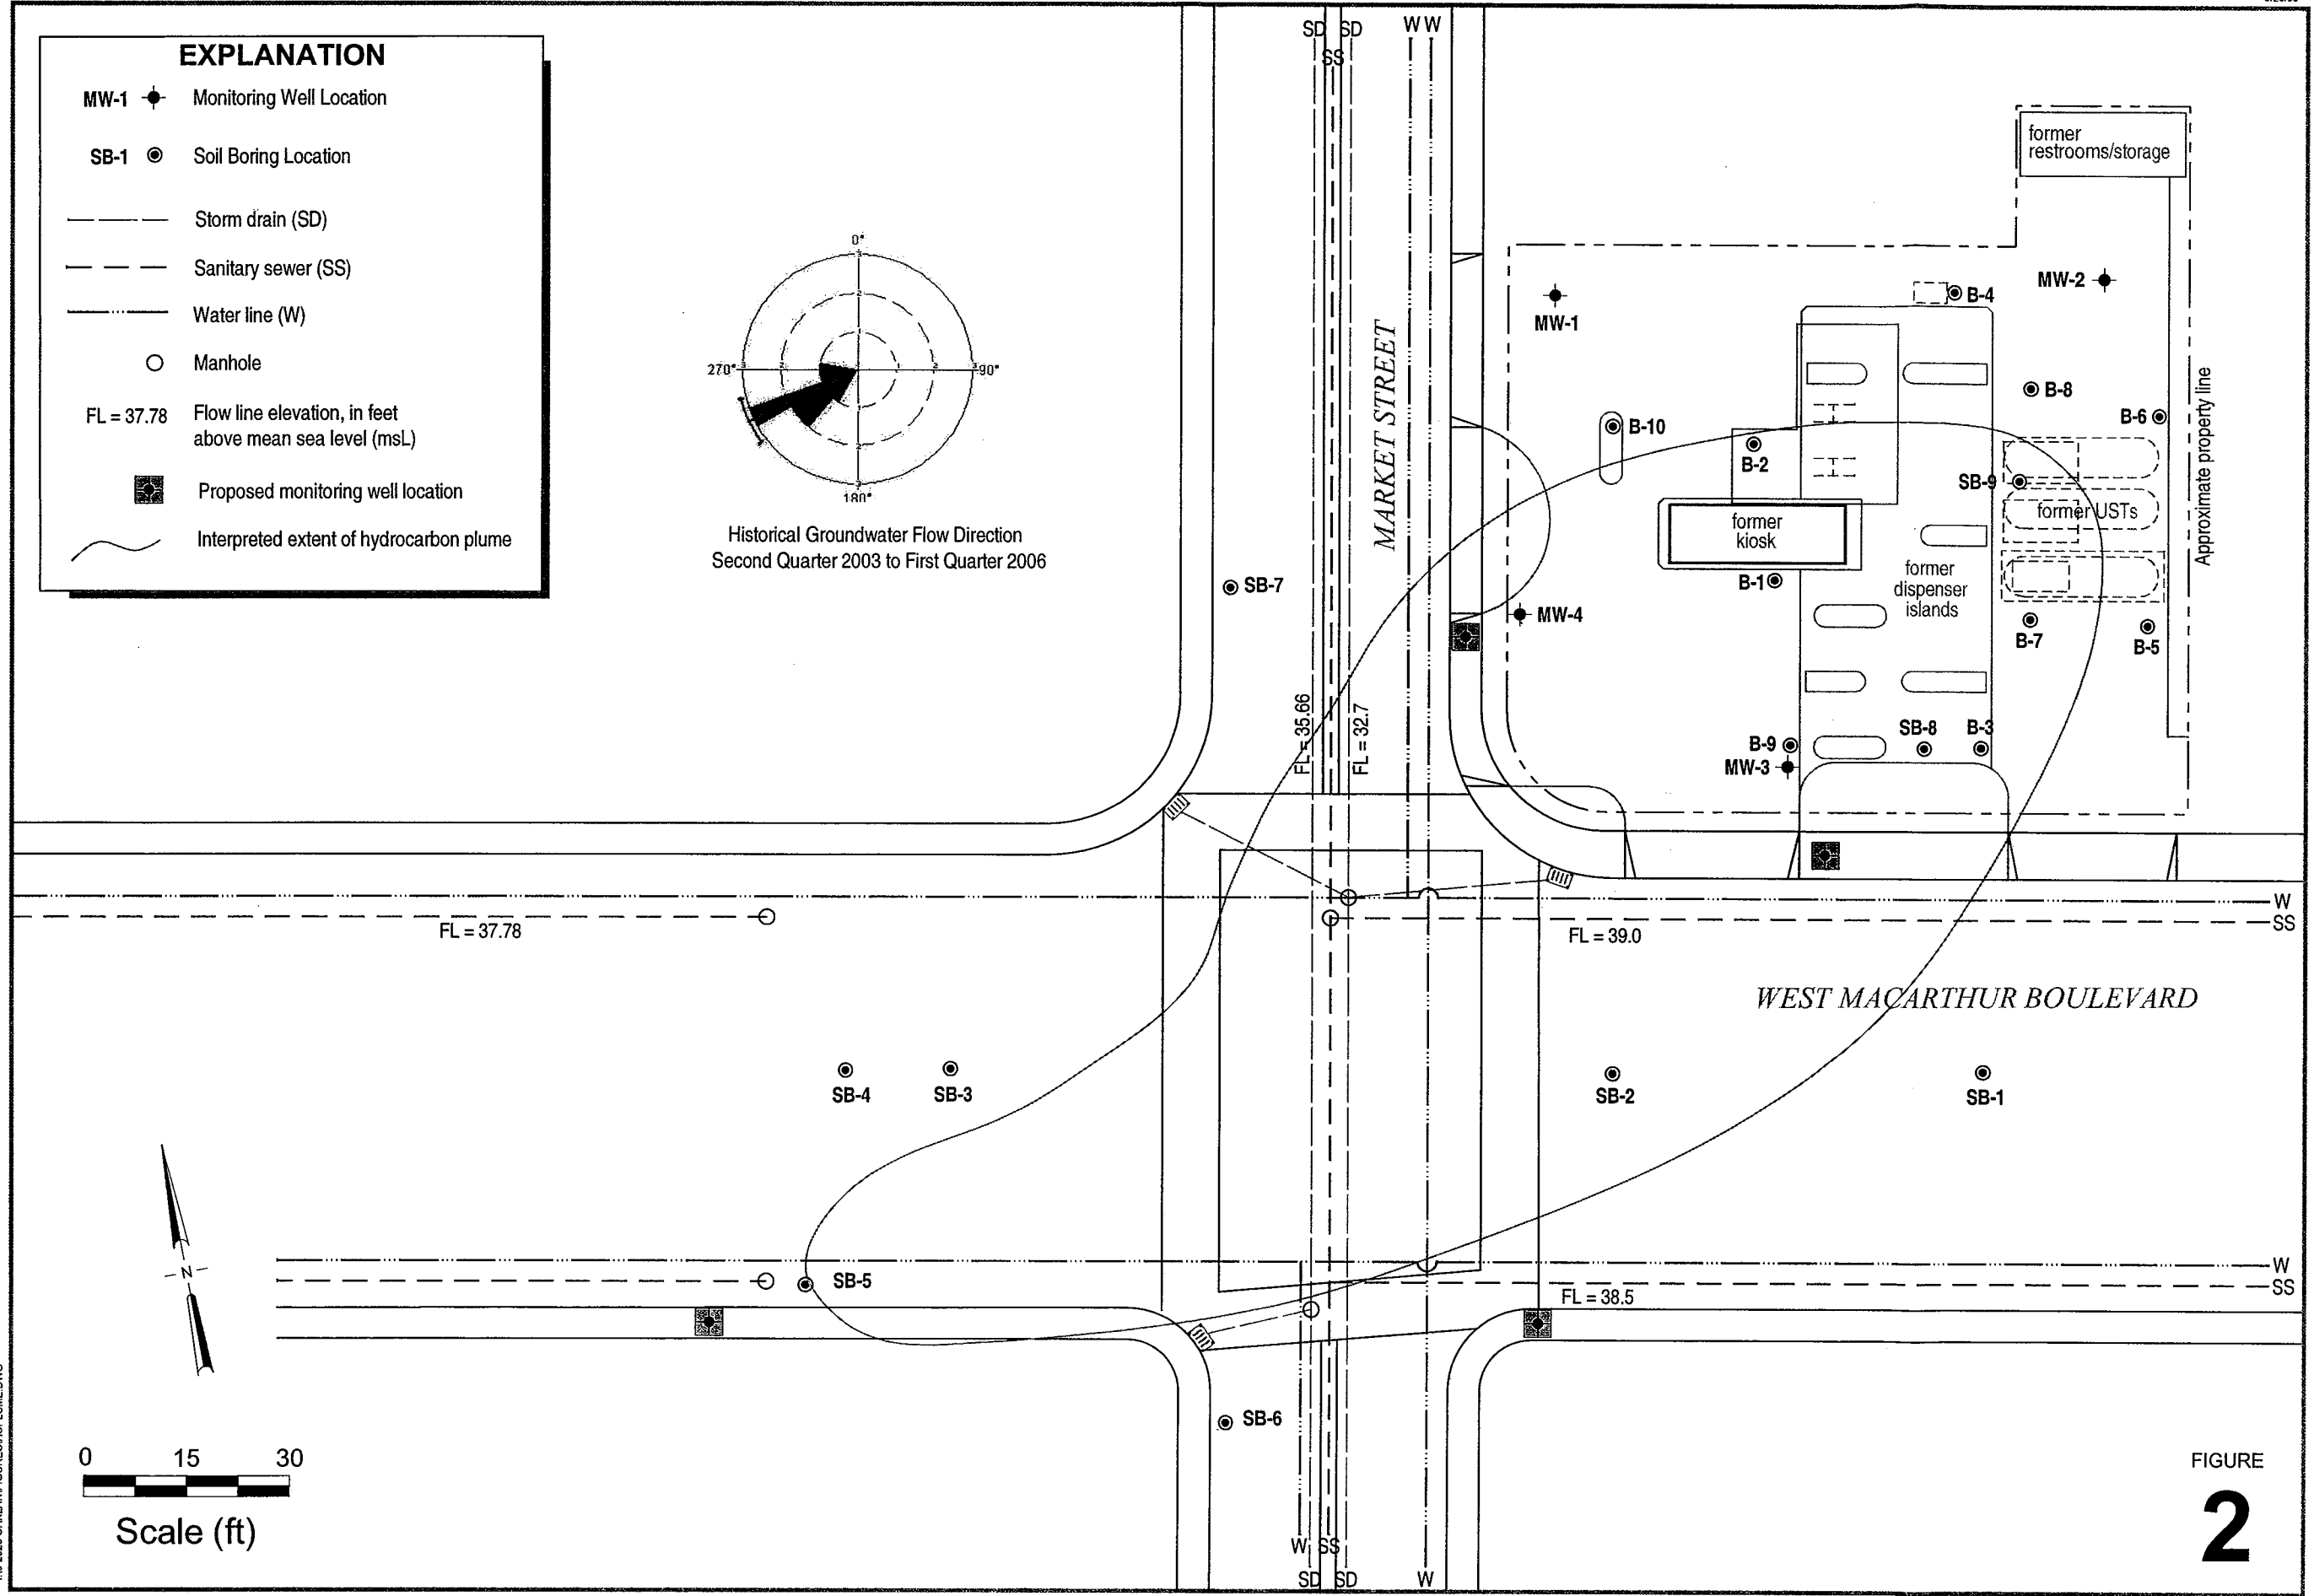 EXPLANATION
MW-1 Monitoring Well Location
SB-1 Soil Boring Location
Storm drain (SD)
Sanitary sewer (SS)
Water line (W)
Manhole
FL = 37.78 Flow line elevation, in feet
above mean sea level (msL)
Proposed monitoring well location
Interpreted extent of hydrocarbon plume
0°
270° 3 2 1 1 2 3 90°
180°
Historical Groundwater Flow Direction
Second Quarter 2003 to First Quarter 2006
SD SD
SS
W W
MARKET STREET
former
restrooms/storage
MW-2
B-4
MW-1
B-8
B-6
B-10
B-2
SB-9
former USTs
Approximate property line
former
kiosk
B-1
former
dispenser
islands
SB-7
MW-4
B-7
B-5
FL = 35.66
FL = 32.7
SB-8
B-3
B-9
MW-3
W
SS
FL = 37.78
FL = 39.0
WEST MACARTHUR BOULEVARD
SB-4
SB-3
SB-2
SB-1
N
SB-5
W
SS
FL = 38.5
SB-6
0 15 30
Scale (ft)
W SS
SD SD W
FIGURE
2